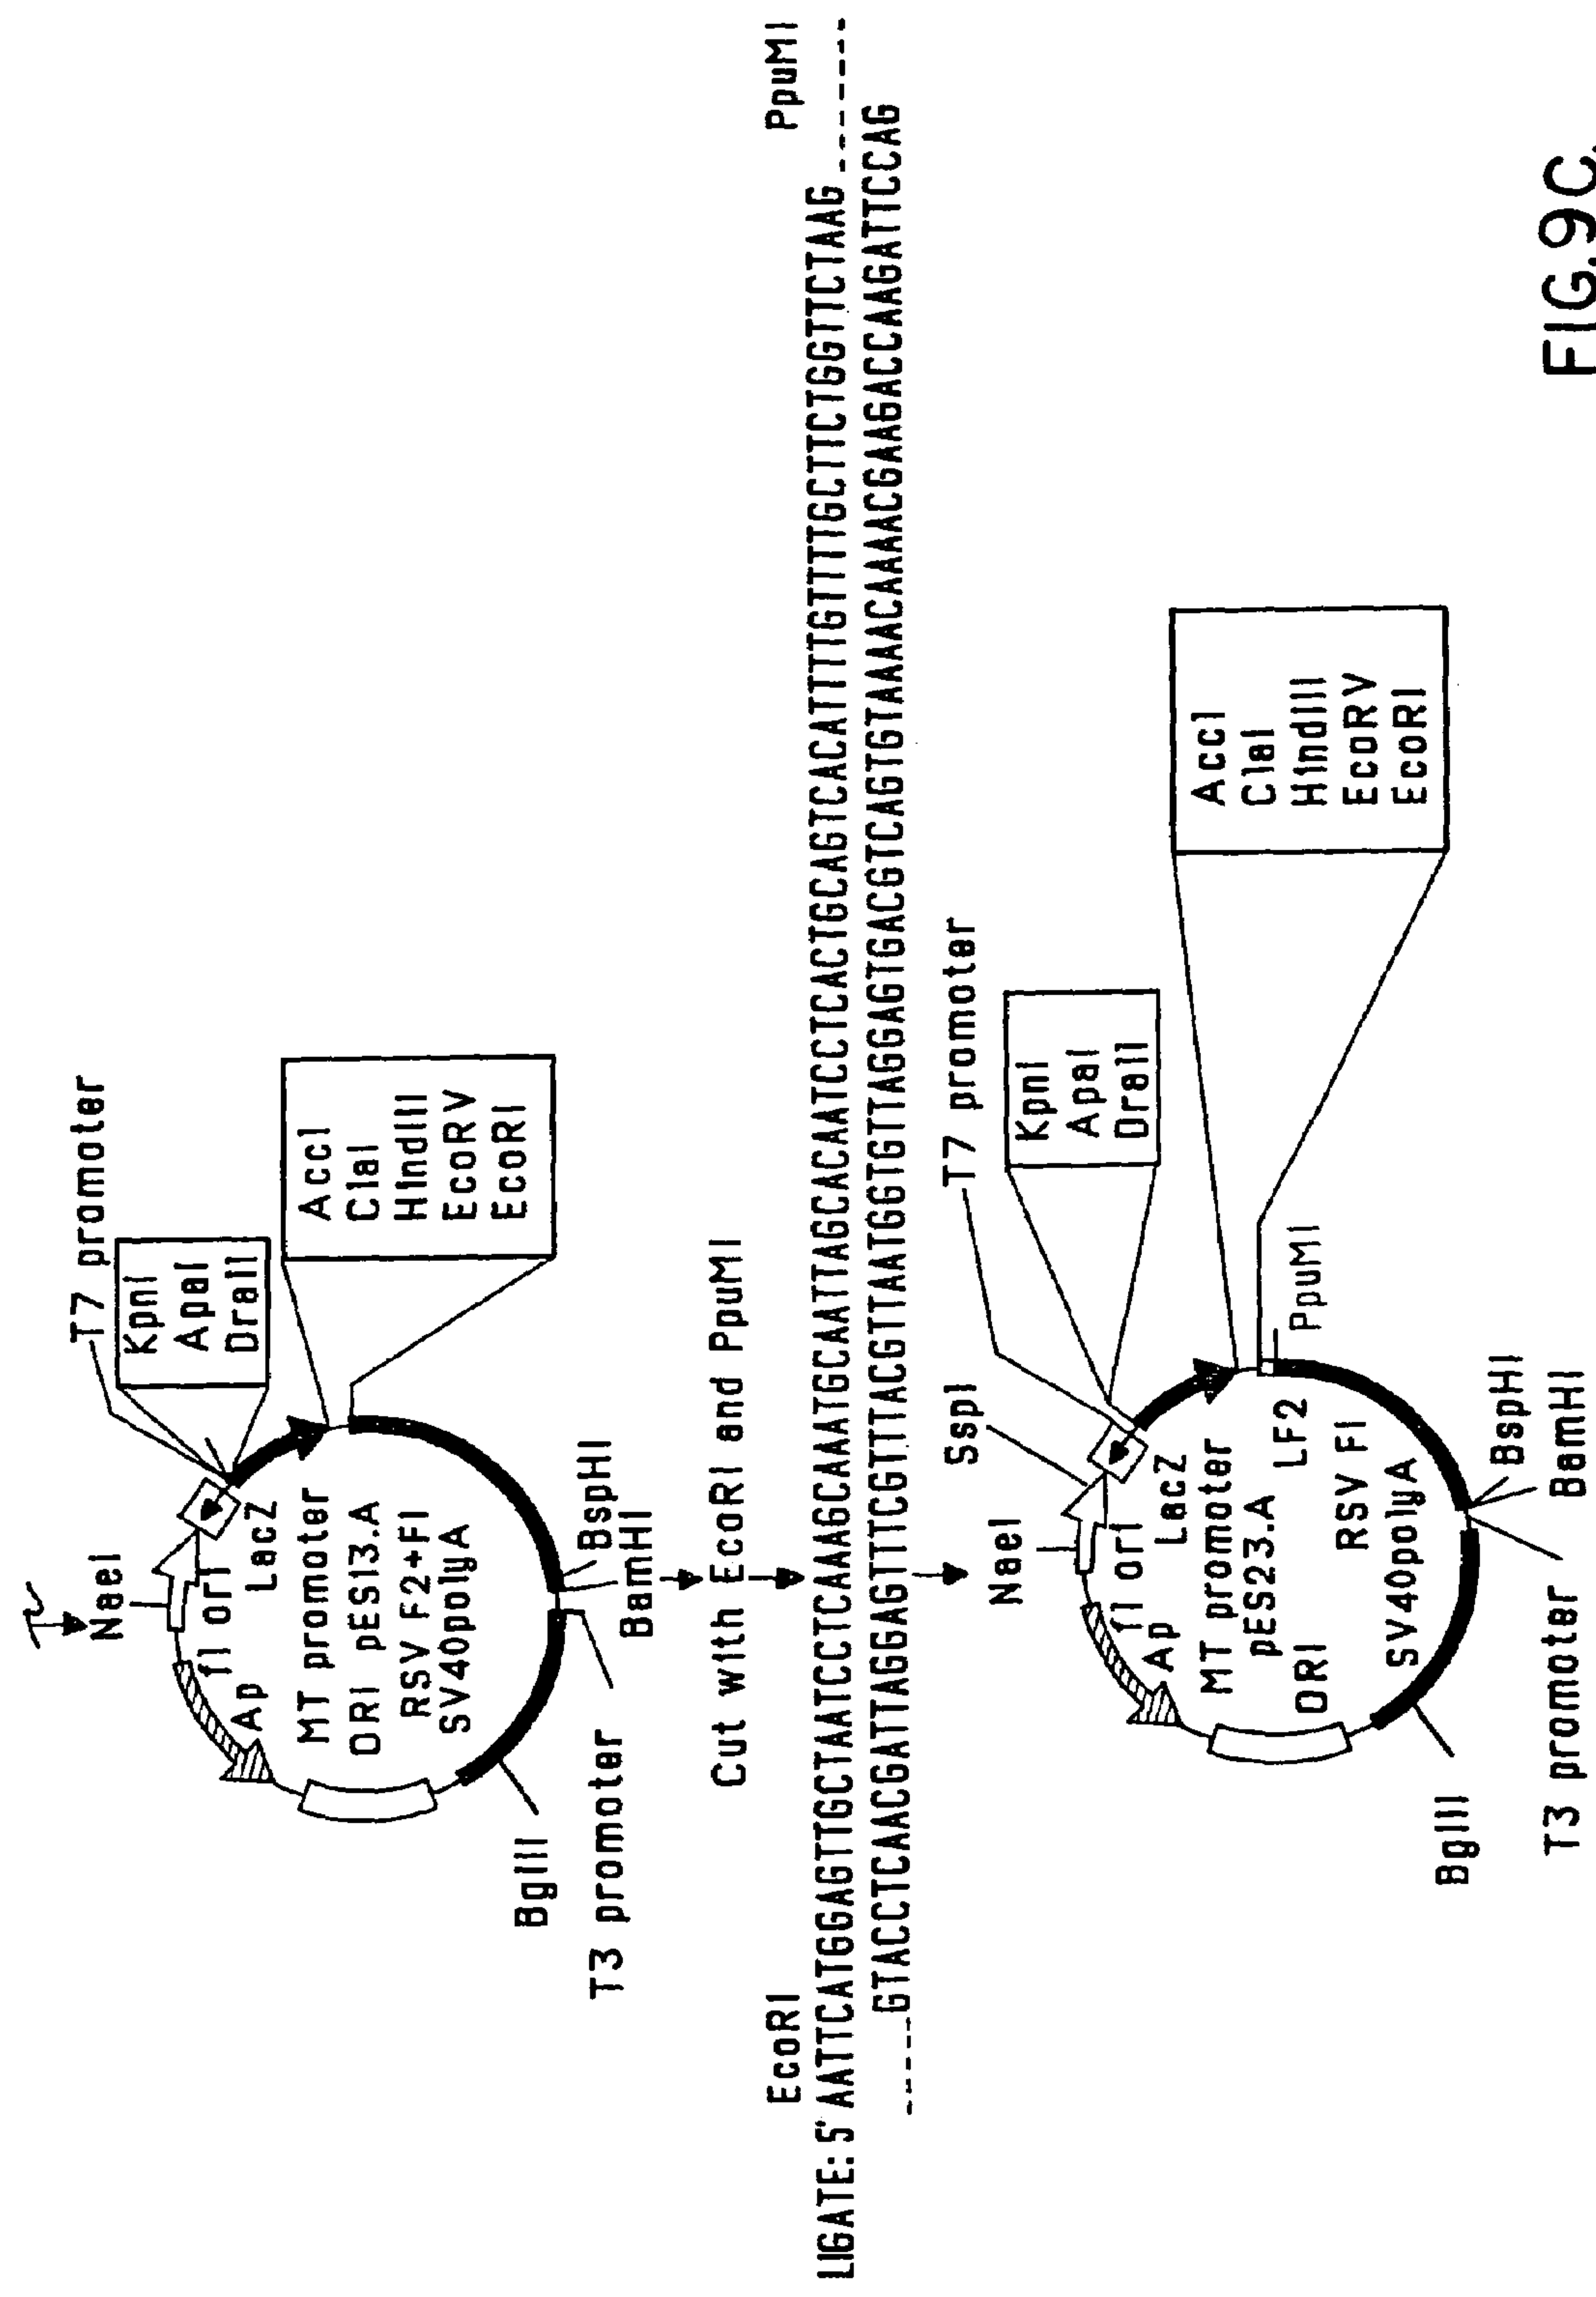 NaeI
T7 promoter
KpnI
ApaI
DraII
f1 ori
LacZ
Ap
MT promoter
ORI pES13.A
RSV F2+F1
SV40polyA
AccI
ClaI
HindIII
EcoRV
EcoRI
BglII
T3 promoter
BspHI
BamHI
Cut with EcoRI and PpuMI
EcoRI PpuMI
LIGATE: 5' AATTCATGGAGTTGCTAATCCTCAAAGCAAATGCAATTAGCACAATCCTCACTGCAGTCACATTTTGTTTTGCTTCTGGTTCTAAG------
-----GTACCTCAACGATTAGGAGTTTCGTTTACGTTAATGGTGTTAGGAGTGACGTCAGTGTAAAACAAAACGAAGACCAAGATTCCAG
NaeI
SspI
T7 promoter
KpnI
ApaI
DraII
f1 ori
LacZ
Ap
MT promoter
pES23.A
LF2
ORI
RSV F1
SV40polyA
PpuMI
AccI
ClaI
HindIII
EcoRV
EcoRI
BglII
T3 promoter
BspHI
BamHI
FIG.9C.